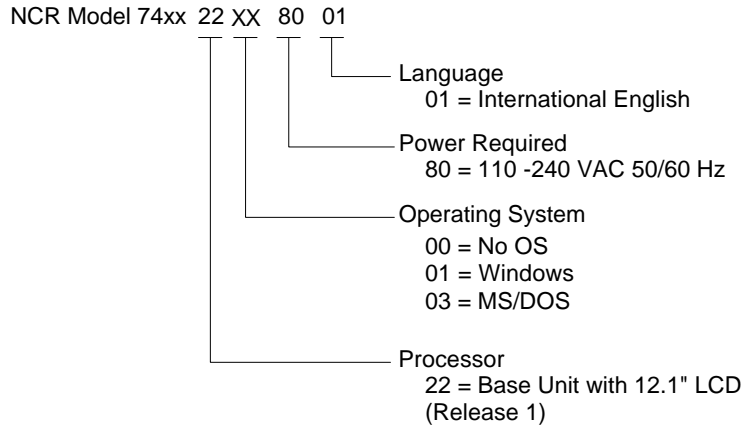 NCR Model 74xx 22 XX 80 01
Language
01 = International English
Power Required
80 = 110 -240 VAC 50/60 Hz
Operating System
00 = No OS
01 = Windows
03 = MS/DOS
Processor
22 = Base Unit with 12.1" LCD
(Release 1)